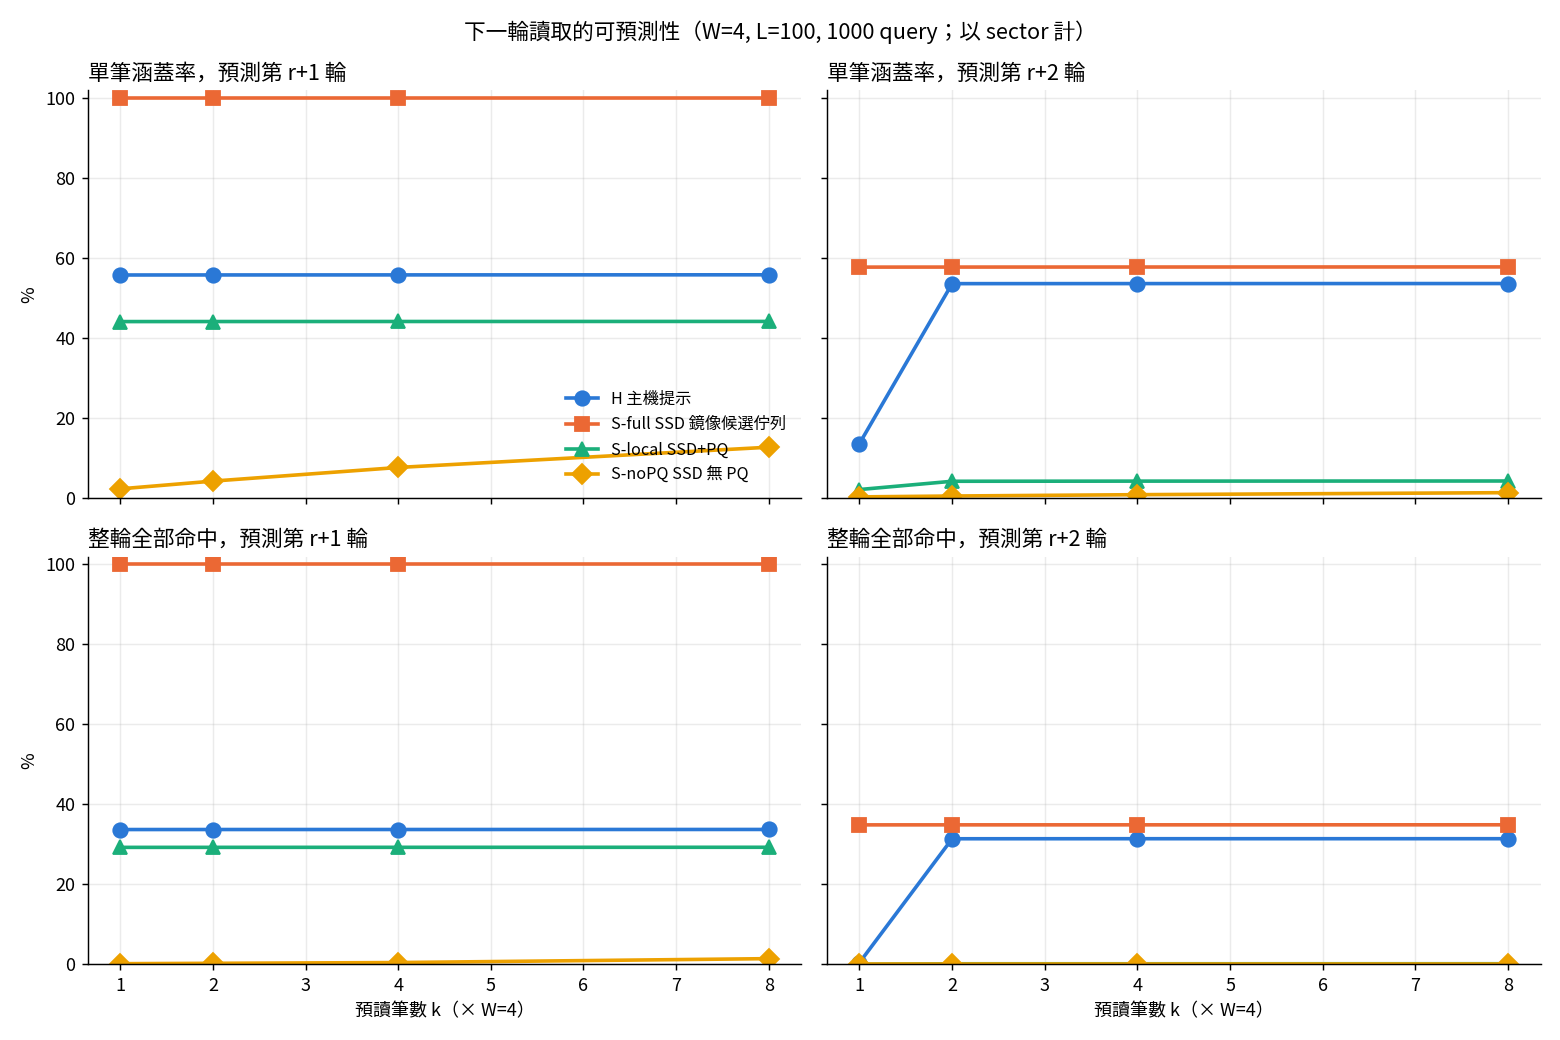 下一輪讀取的可預測性（W=4, L=100, 1000 query；以 sector 計）
單筆涵蓋率，預測第 r+1 輪
單筆涵蓋率，預測第 r+2 輪
100
80
60
40
20
0
%
H 主機提示
S-full SSD 鏡像候選佇列
S-local SSD+PQ
S-noPQ SSD 無 PQ
整輪全部命中，預測第 r+1 輪
整輪全部命中，預測第 r+2 輪
100
80
60
40
20
0
%
1 2 3 4 5 6 7 8
1 2 3 4 5 6 7 8
預讀筆數 k（× W=4）
預讀筆數 k（× W=4）